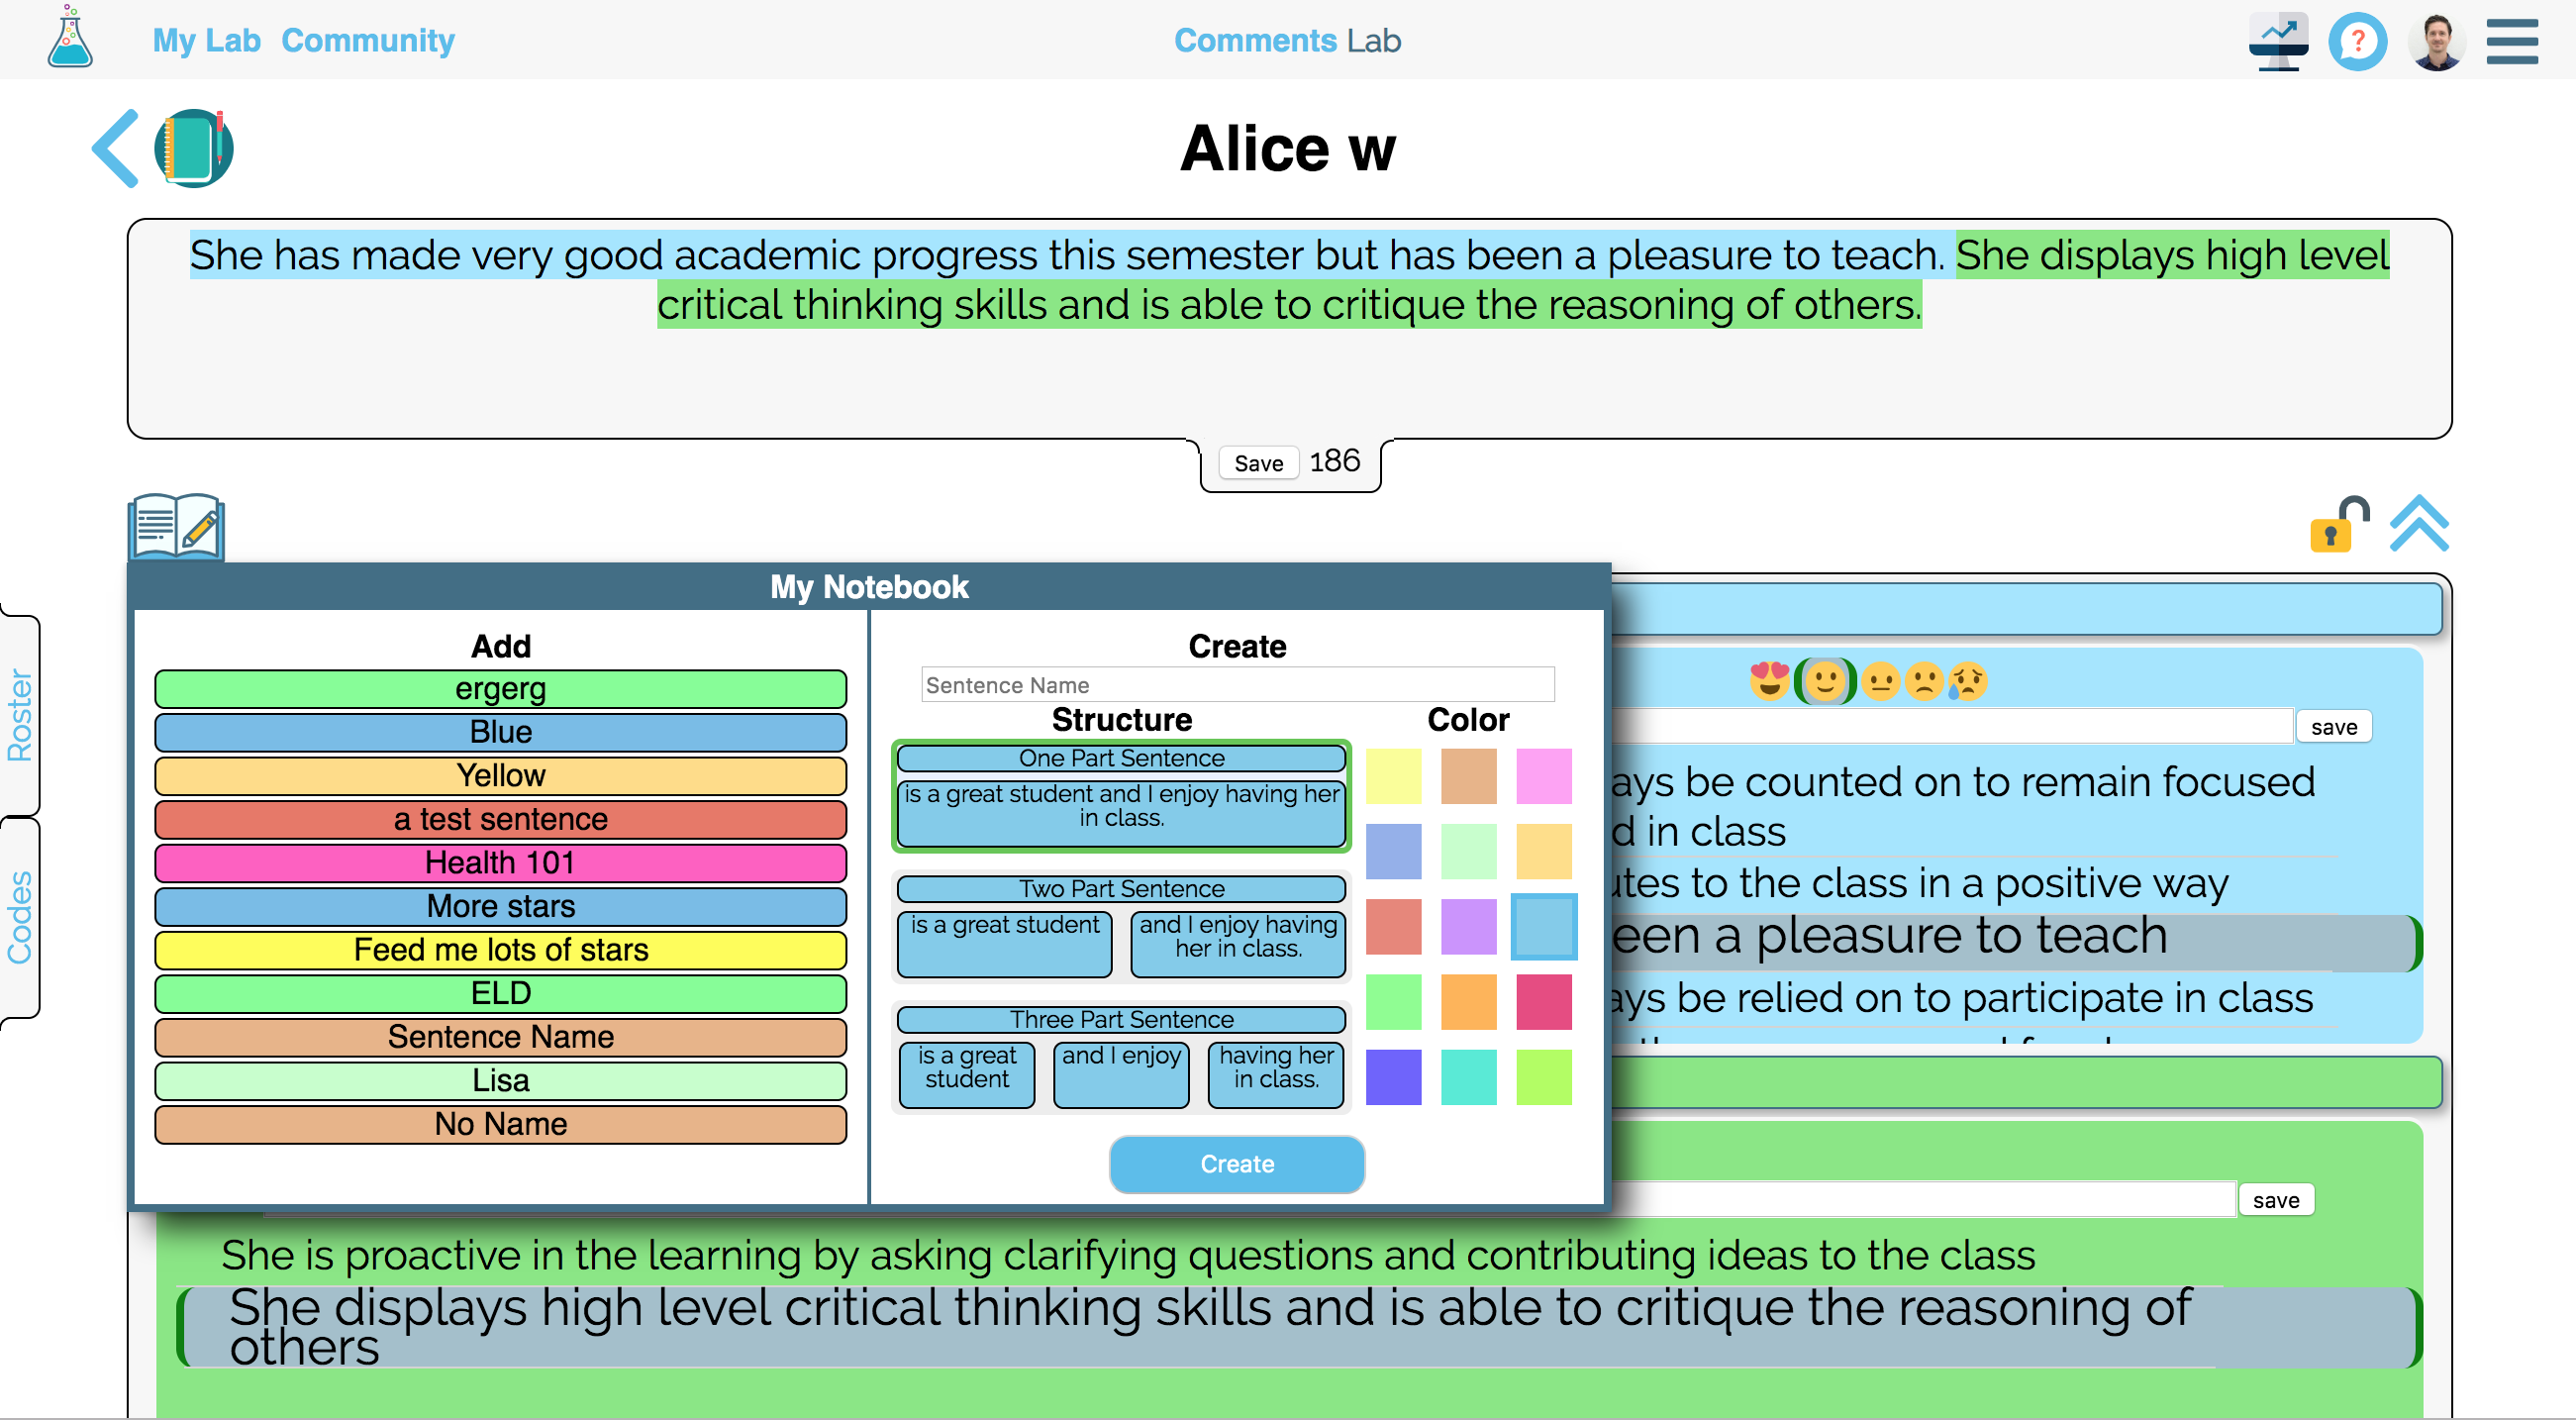 My Lab Community
Comments Lab
Alice w
She has made very good academic progress this semester but has been a pleasure to teach. She displays high level
critical thinking skills and is able to critique the reasoning of others.
Save 186
Roster
Codes
My Notebook
Add
ergerg
Blue
Yellow
a test sentence
Health 101
More stars
Feed me lots of stars
ELD
Sentence Name
Lisa
No Name
Create
Sentence Name
Structure
Color
One Part Sentence
is a great student and I enjoy having her
in class.
Two Part Sentence
is a great student
and I enjoy having
her in class.
Three Part Sentence
is a great
student
and I enjoy
having her
in class.
Create
save
be counted on to remain focused
in class
to the class in a positive way
a pleasure to teach
be relied on to participate in class
save
She is proactive in the learning by asking clarifying questions and contributing ideas to the class
She displays high level critical thinking skills and is able to critique the reasoning of
others